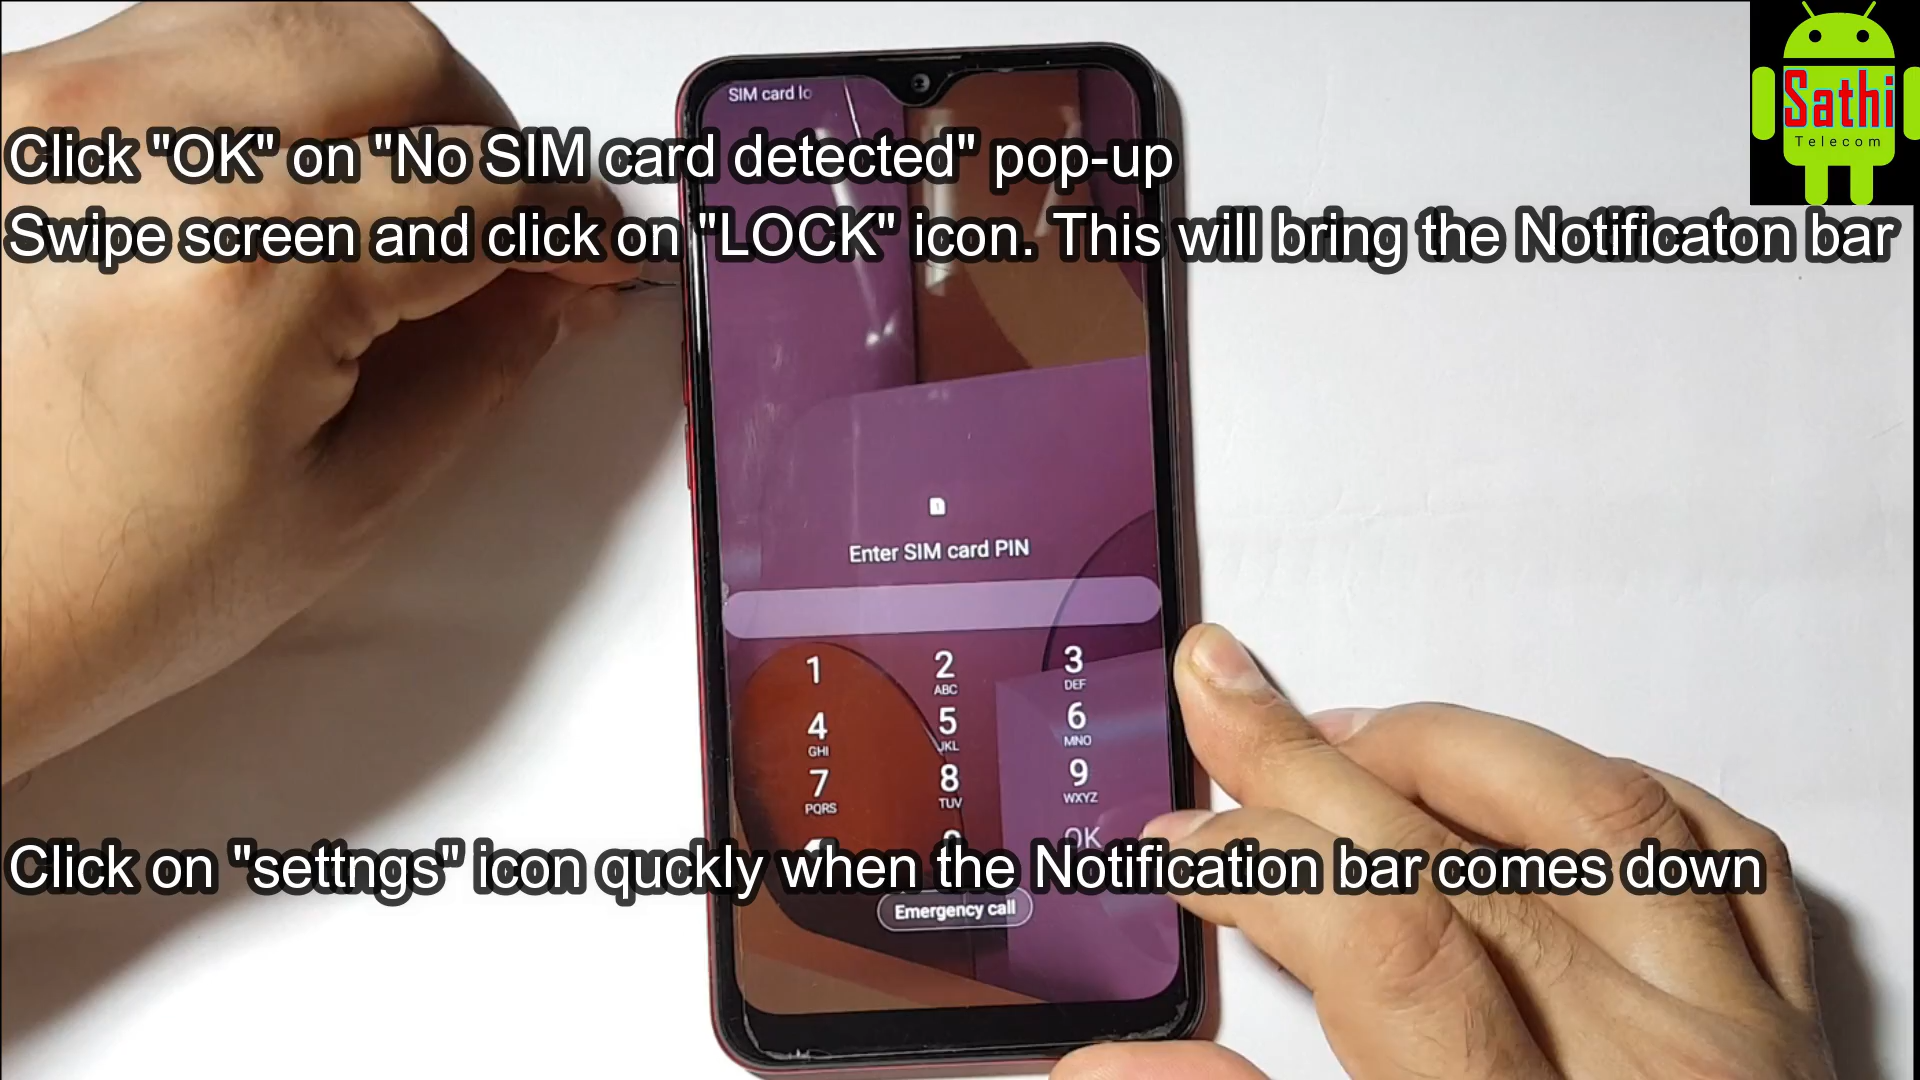 Sathi
Telecom
SIM card lo
Click "OK" on "No SIM card detected" pop-up
Swipe screen and click on "LOCK" icon. This will bring the Notificaton bar
Enter SIM card PIN
1 2 3
ABC DEF
4 5 6
GHI JKL MNO
7 8 9
PQRS TUV WXYZ
OK
Click on "settngs" icon quckly when the Notification bar comes down
Emergency call